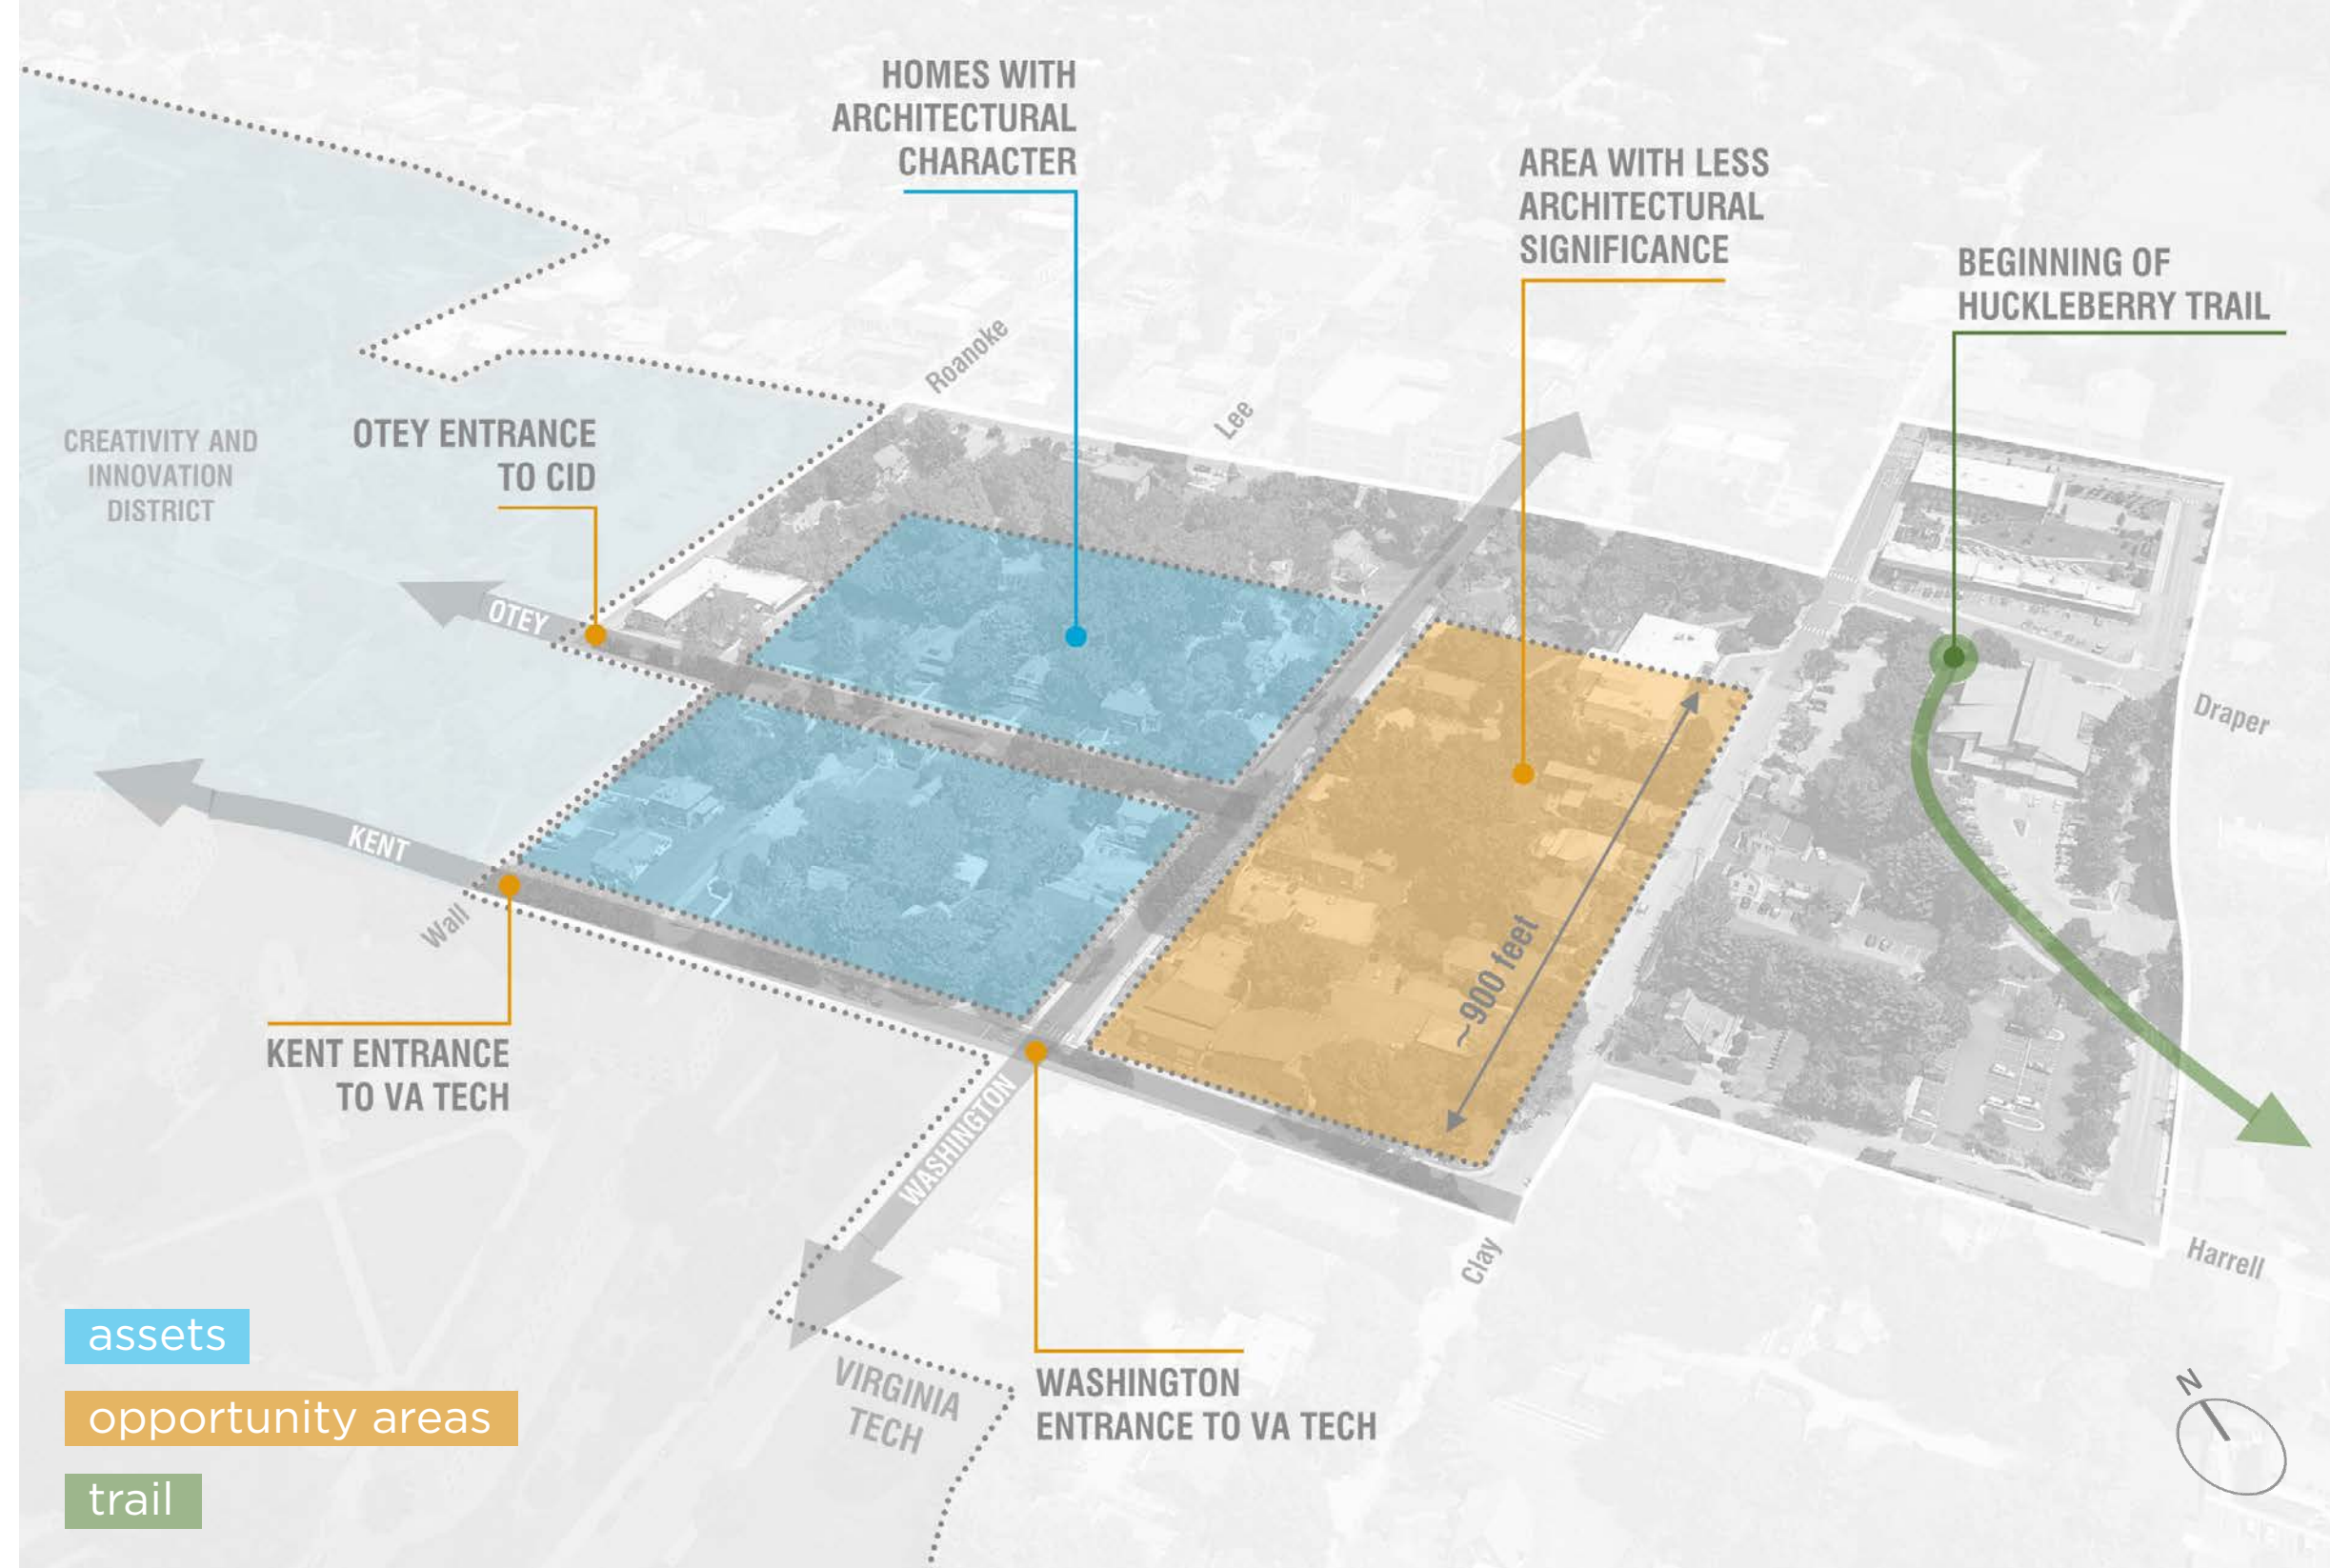 HOMES WITH
ARCHITECTURAL
CHARACTER
AREA WITH LESS
ARCHITECTURAL
SIGNIFICANCE
BEGINNING OF
HUCKLEBERRY TRAIL
Roanoke
Lee
CREATIVITY AND
INNOVATION
DISTRICT
OTEY ENTRANCE
TO CID
OTEY
Draper
KENT
Wall
~900 feet
KENT ENTRANCE
TO VA TECH
WASHINGTON
Clay
Harrell
VIRGINIA
TECH
WASHINGTON
ENTRANCE TO VA TECH
N
assets
opportunity areas
trail